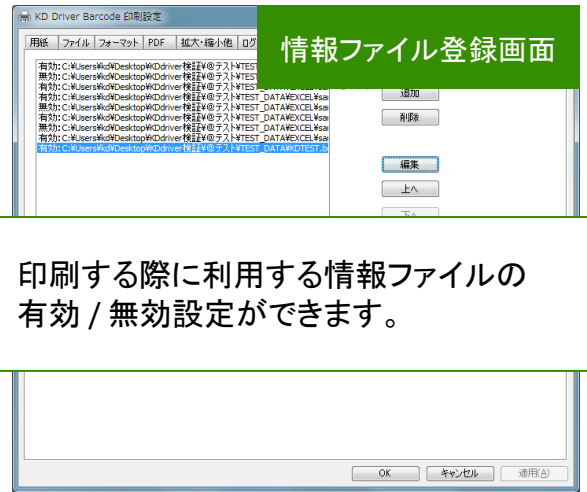 KD Driver Barcode 印刷設定
情報ファイル登録画面
用紙 ファイル フォーマット PDF 拡大・縮小他 ログ
有効:C:¥Users¥kd¥Desktop¥KDdriver検証¥@テスト¥TEST
無効:C:¥Users¥kd¥Desktop¥KDdriver検証¥@テスト¥TEST
有効:C:¥Users¥kd¥Desktop¥KDdriver検証¥@テスト¥TEST_DATA¥EXCEL¥sa
有効:C:¥Users¥kd¥Desktop¥KDdriver検証¥@テスト¥TEST_DATA¥EXCEL¥sa
無効:C:¥Users¥kd¥Desktop¥KDdriver検証¥@テスト¥TEST_DATA¥EXCEL¥sa
有効:C:¥Users¥kd¥Desktop¥KDdriver検証¥@テスト¥TEST_DATA¥EXCEL¥sa
無効:C:¥Users¥kd¥Desktop¥KDdriver検証¥@テスト¥TEST_DATA¥EXCEL¥sa
有効:C:¥Users¥kd¥Desktop¥KDdriver検証¥@テスト¥TEST_DATA¥EXCEL¥sa
有効:C:¥Users¥kd¥Desktop¥KDdriver検証¥@テスト¥TEST_DATA¥KDTEST.b
追加
削除
編集
上へ
下へ
印刷する際に利用する情報ファイルの
有効 / 無効設定ができます。
OK キャンセル 適用(A)